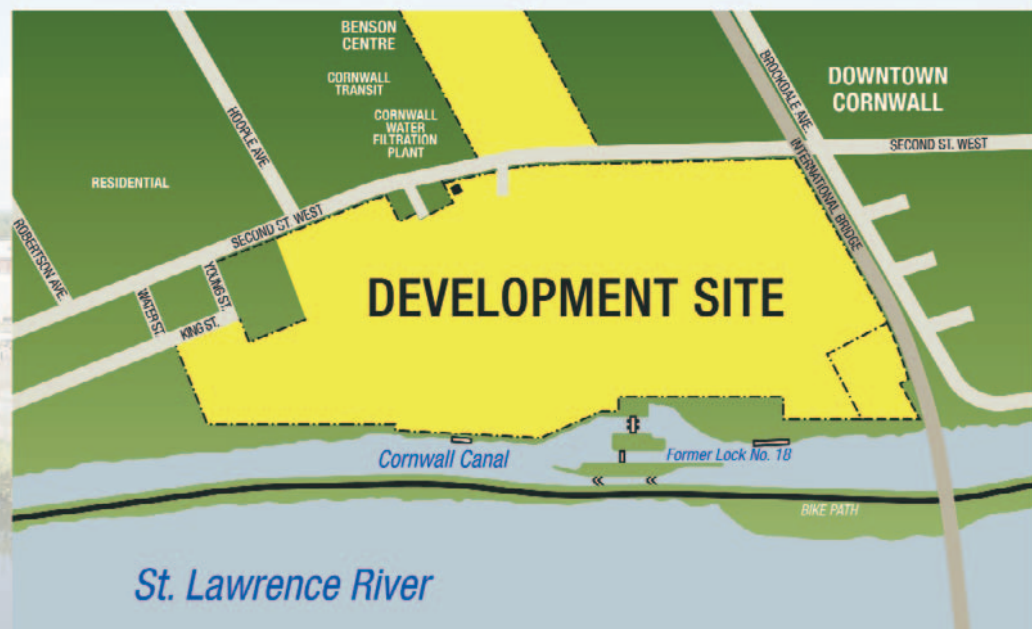 BENSON
CENTRE
CORNWALL
TRANSIT
CORNWALL
WATER
FILTRATION
PLANT
HOOPLE AVE.
BROOKDALE AVE.
DOWNTOWN
CORNWALL
SECOND ST. WEST
INTERNATIONAL BRIDGE
RESIDENTIAL
SECOND ST. WEST
ROBERTSON AVE.
YOUNG ST.
WATER ST.
KING ST.
DEVELOPMENT SITE
Cornwall Canal
Former Lock No. 18
BIKE PATH
St. Lawrence River